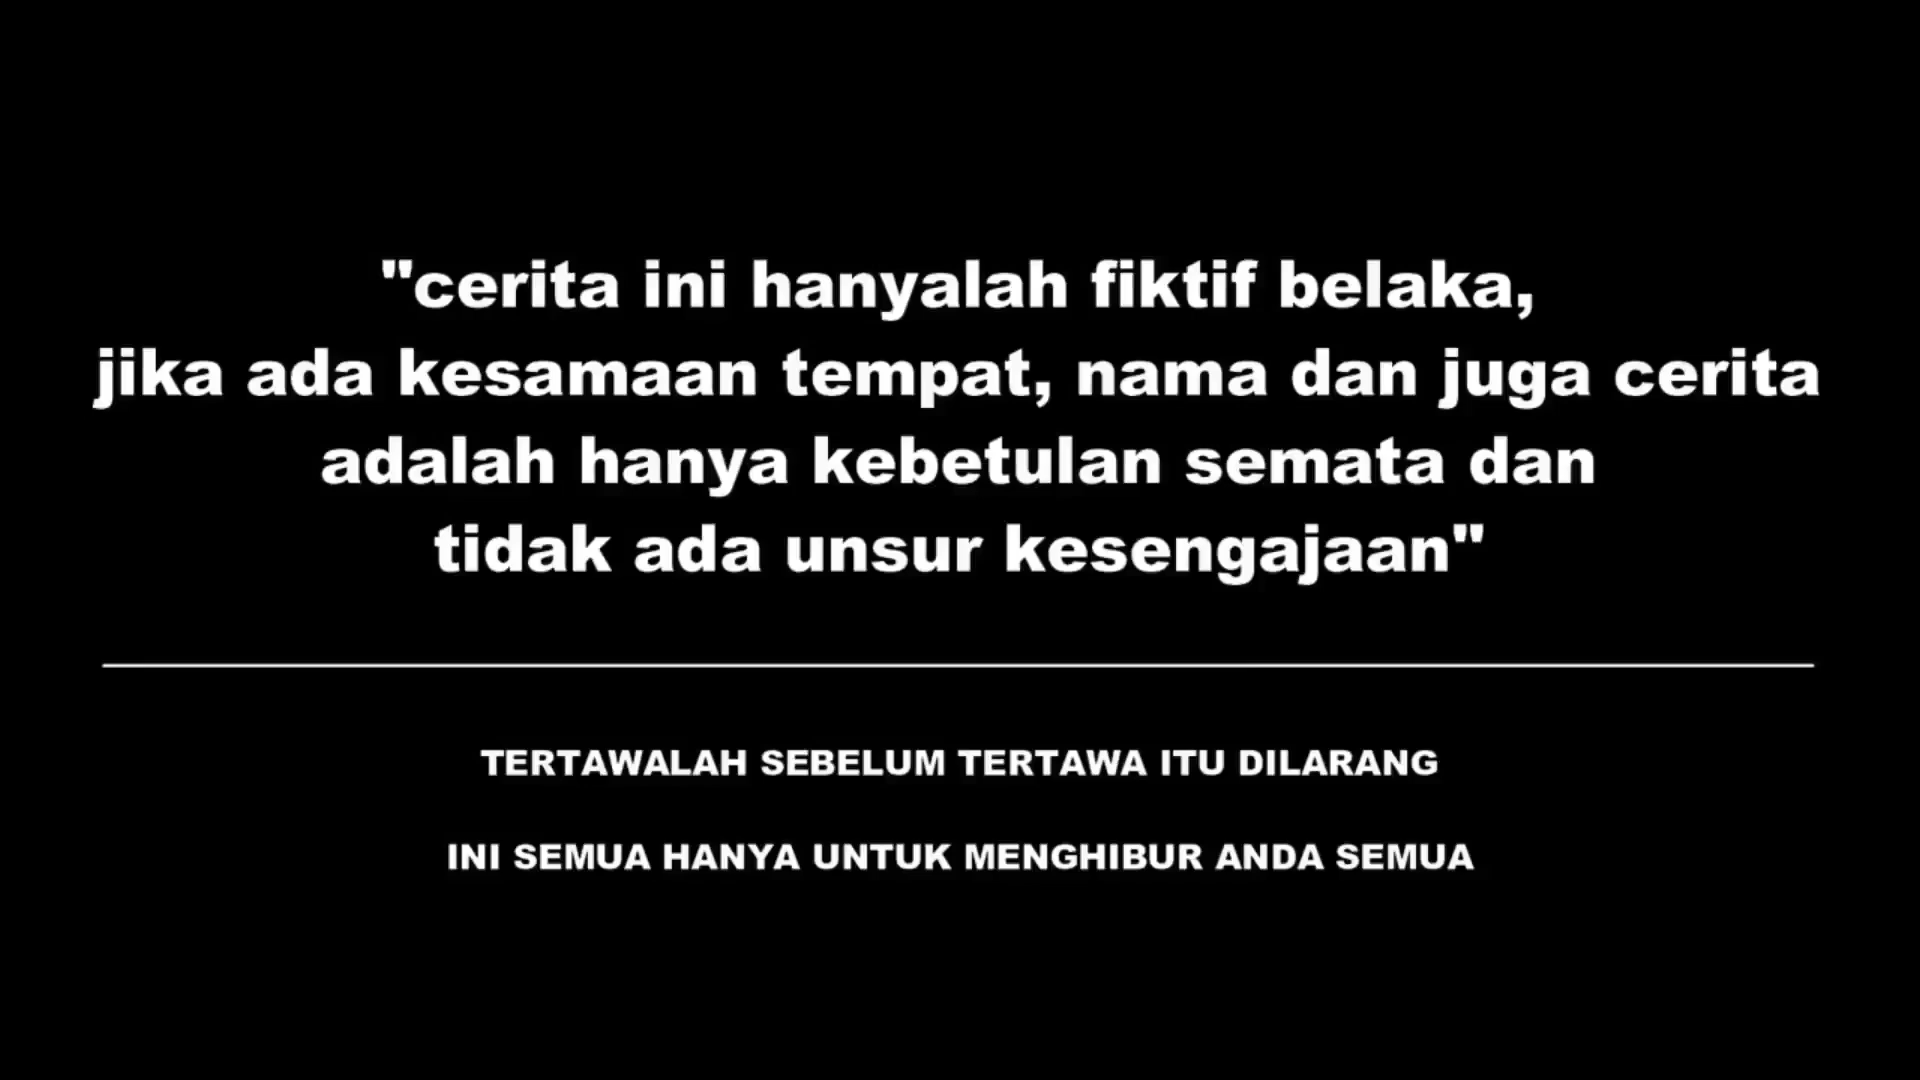 "cerita ini hanyalah fiktif belaka,
jika ada kesamaan tempat, nama dan juga cerita
adalah hanya kebetulan semata dan
tidak ada unsur kesengajaan"
TERTAWALAH SEBELUM TERTAWA ITU DILARANG
INI SEMUA HANYA UNTUK MENGHIBUR ANDA SEMUA